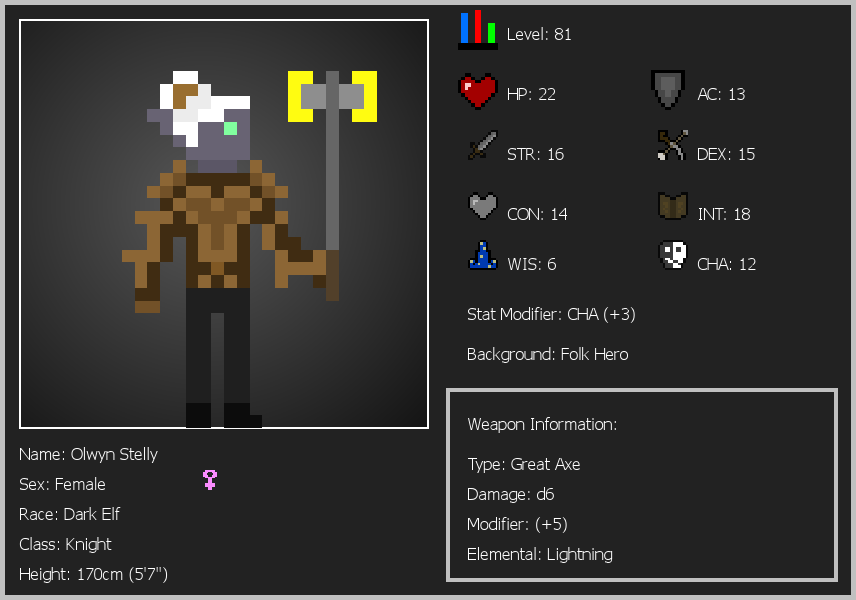 Level: 81
HP: 22
AC: 13
STR: 16
DEX: 15
CON: 14
INT: 18
WIS: 6
CHA: 12
Stat Modifier: CHA (+3)
Background: Folk Hero
Weapon Information:
Type: Great Axe
Damage: d6
Modifier: (+5)
Elemental: Lightning
Name: Olwyn Stelly
Sex: Female
Race: Dark Elf
Class: Knight
Height: 170cm (5'7")